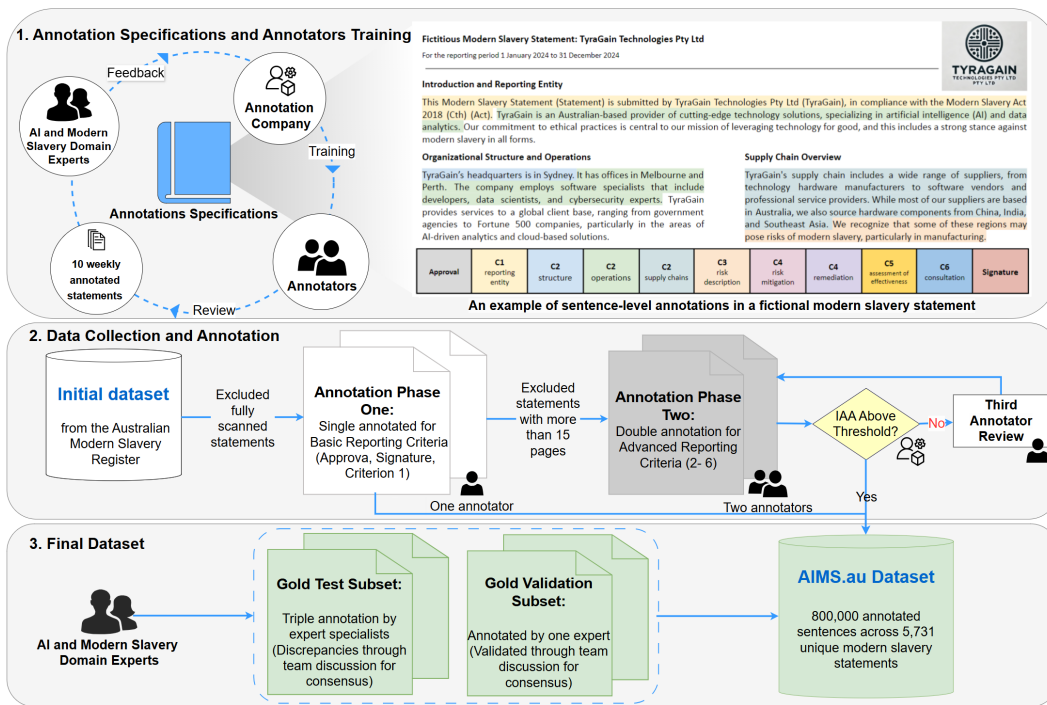 1. Annotation Specifications and Annotators Training
Feedback
AI and Modern
Slavery Domain
Experts
Annotation
Company
Training
Annotations Specifications
10 weekly
annotated
statements
Annotators
Review
Fictitious Modern Slavery Statement: TyraGain Technologies Pty Ltd
For the reporting period 1 January 2024 to 31 December 2024
TYRAGAIN
TECHNOLOGIES PTY LTD
PTY LTD
Introduction and Reporting Entity
This Modern Slavery Statement (Statement) is submitted by TyraGain Technologies Pty Ltd (TyraGain), in compliance with the Modern Slavery Act
2018 (Cth) (Act). TyraGain is an Australian-based provider of cutting-edge technology solutions, specializing in artificial intelligence (AI) and data
analytics. Our commitment to ethical practices is central to our mission of leveraging technology for good, and this includes a strong stance against
modern slavery in all forms.
Organizational Structure and Operations
TyraGain's headquarters is in Sydney. It has offices in Melbourne and
Perth. The company employs software specialists that include
developers, data scientists, and cybersecurity experts. TyraGain
provides services to a global client base, ranging from government
agencies to Fortune 500 companies, particularly in the areas of
AI-driven analytics and cloud-based solutions.
Supply Chain Overview
TyraGain's supply chain includes a wide range of suppliers, from
technology hardware manufacturers to software vendors and
professional service providers. While most of our suppliers are based
in Australia, we also source hardware components from China, India,
and Southeast Asia. We recognize that some of these regions may
pose risks of modern slavery, particularly in manufacturing.
Approval
C1
reporting
entity
C2
structure
C2
operations
C2
supply chains
C3
risk
description
C4
risk
mitigation
C4
remediation
C5
assessment of
effectiveness
C6
consultation
Signature
An example of sentence-level annotations in a fictional modern slavery statement
2. Data Collection and Annotation
Initial dataset
from the Australian
Modern Slavery
Register
Excluded
fully
scanned
statements
Annotation Phase
One:
Single annotated for
Basic Reporting Criteria
(Approva, Signature,
Criterion 1)
One annotator
Excluded
statements
with more
than 15
pages
Annotation Phase
Two:
Double annotation for
Advanced Reporting
Criteria (2- 6)
Two annotators
IAA Above
Threshold?
No
Third
Annotator
Review
Yes
3. Final Dataset
AI and Modern Slavery
Domain Experts
Gold Test Subset:
Triple annotation by
expert specialists
(Discrepancies through
team discussion for
consensus)
Gold Validation
Subset:
Annotated by one expert
(Validated through team
discussion for
consensus)
AIMS.au Dataset
800,000 annotated
sentences across 5,731
unique modern slavery
statements